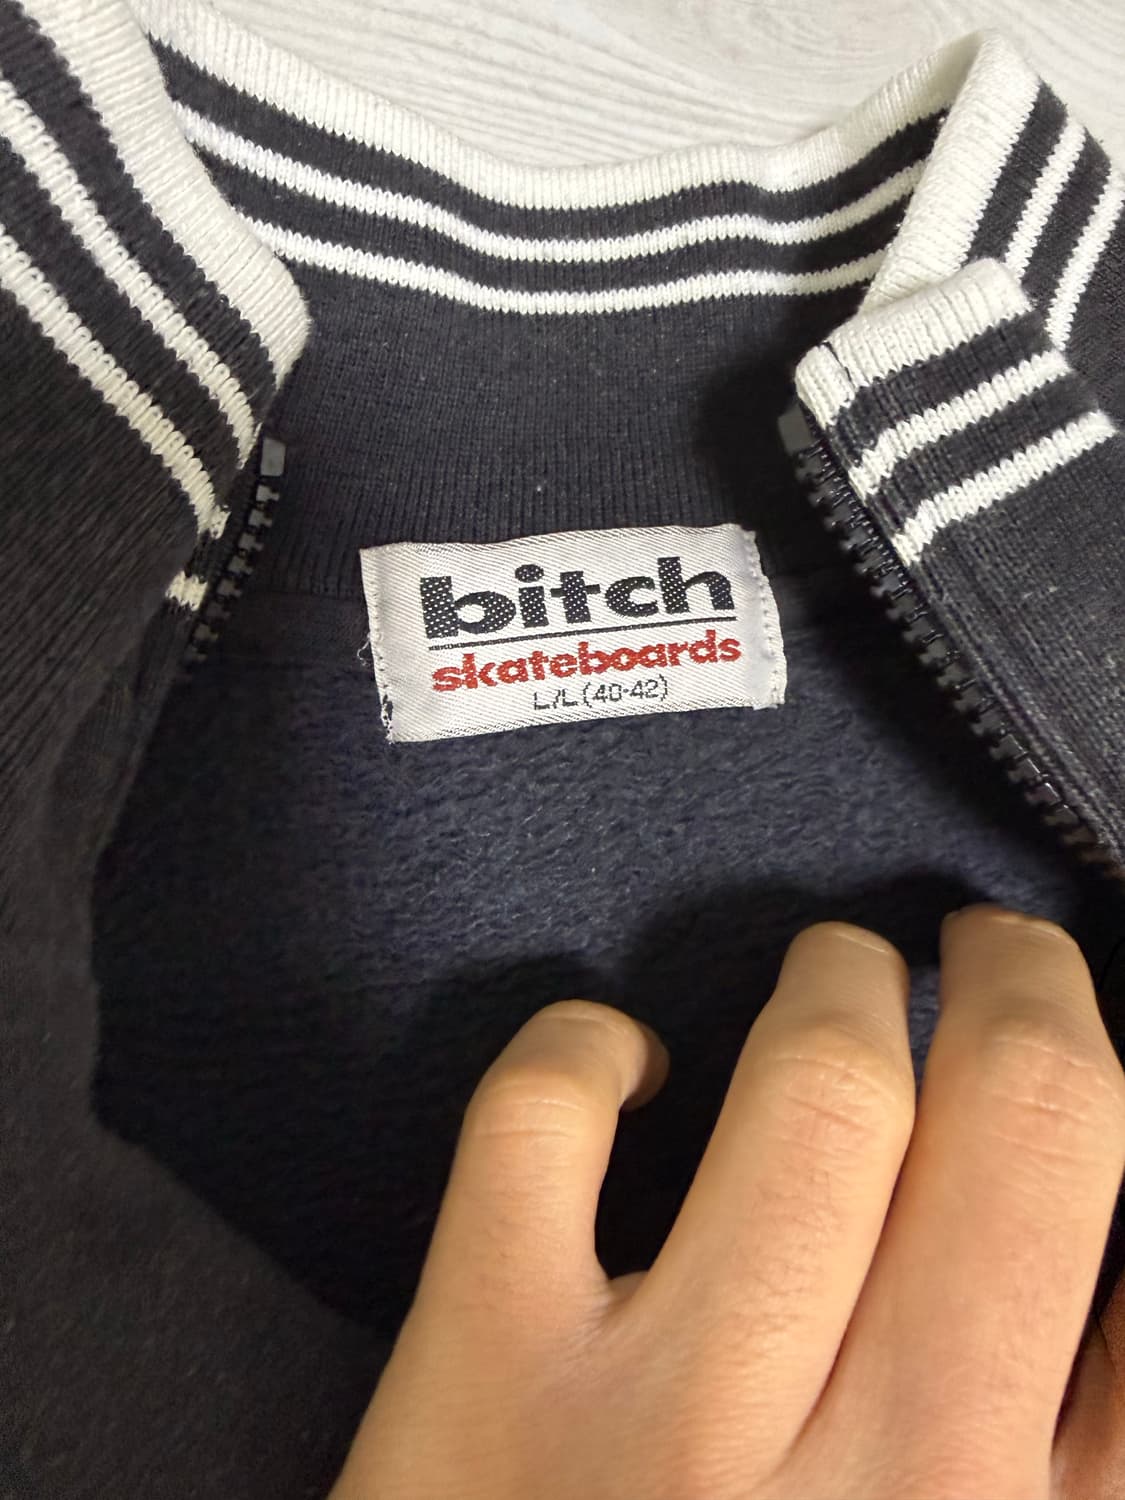 bitch
skateboards
L/L(40-42)